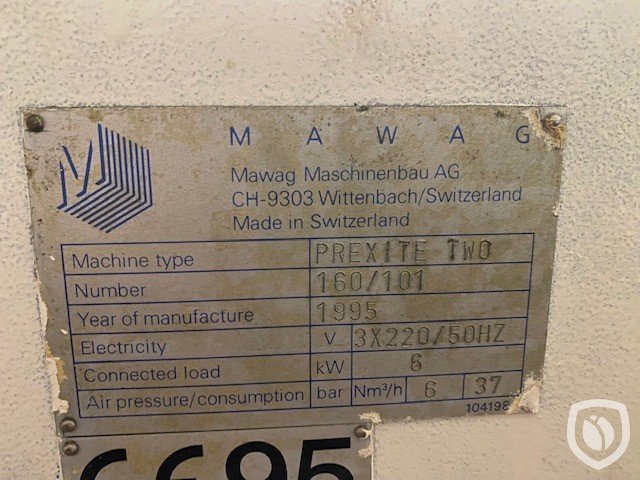 M A W A G
Mawag Maschinenbau AG
CH-9303 Wittenbach/Switzerland
Made in Switzerland
Machine type PREXITE TWO
Number 160/101
Year of manufacture 1995
Electricity V 3X220/50HZ
Connected load kW 6
Air pressure/consumption bar Nm³/h 6 37
CE95